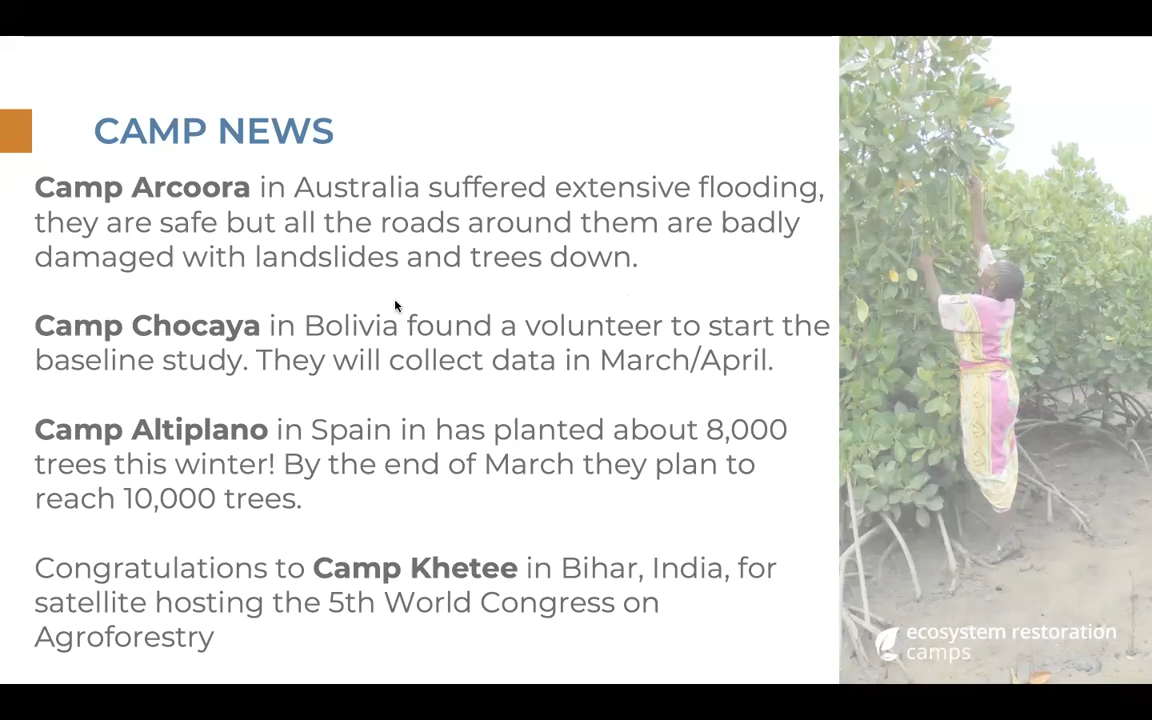 CAMP NEWS
Camp Arcoora in Australia suffered extensive flooding,
they are safe but all the roads around them are badly
damaged with landslides and trees down.
Camp Chocaya in Bolivia found a volunteer to start the
baseline study. They will collect data in March/April.
Camp Altiplano in Spain in has planted about 8,000
trees this winter! By the end of March they plan to
reach 10,000 trees.
Congratulations to Camp Khetee in Bihar, India, for
satellite hosting the 5th World Congress on
Agroforestry
ecosystem restoration
camps